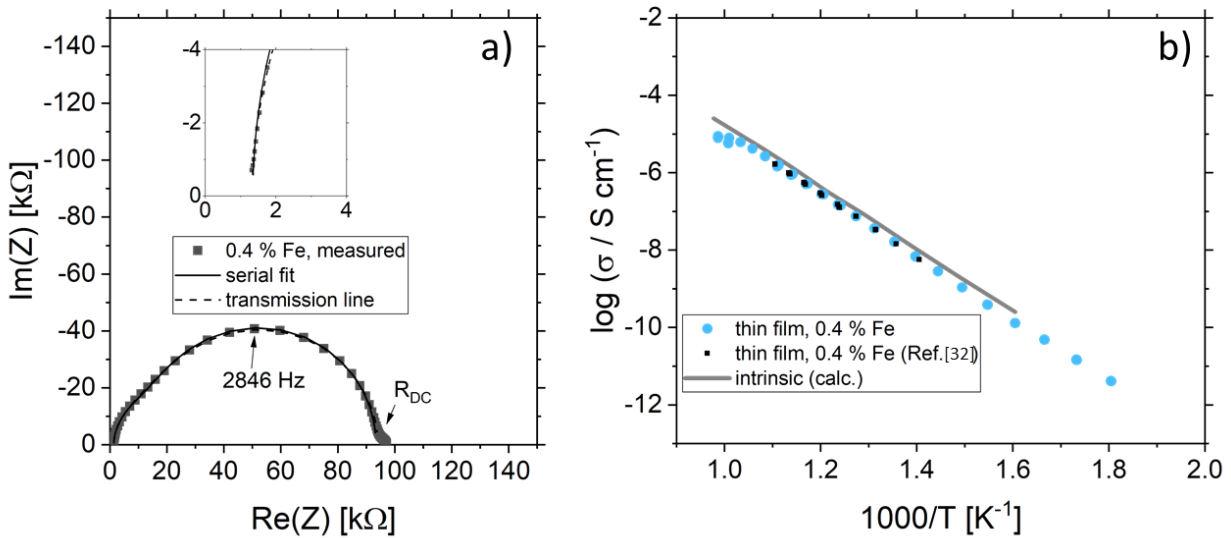 a)
-140
-120
-100
-80
-60
-40
-20
0
Im(Z) [kΩ]
-4
-2
0
0 2 4
0.4 % Fe, measured
serial fit
transmission line
2846 Hz
R_DC
0 20 40 60 80 100 120 140
Re(Z) [kΩ]
b)
-2
-4
-6
-8
-10
-12
log (σ / S cm⁻¹)
thin film, 0.4 % Fe
thin film, 0.4 % Fe (Ref.[32])
intrinsic (calc.)
1.0 1.2 1.4 1.6 1.8 2.0
1000/T [K⁻¹]